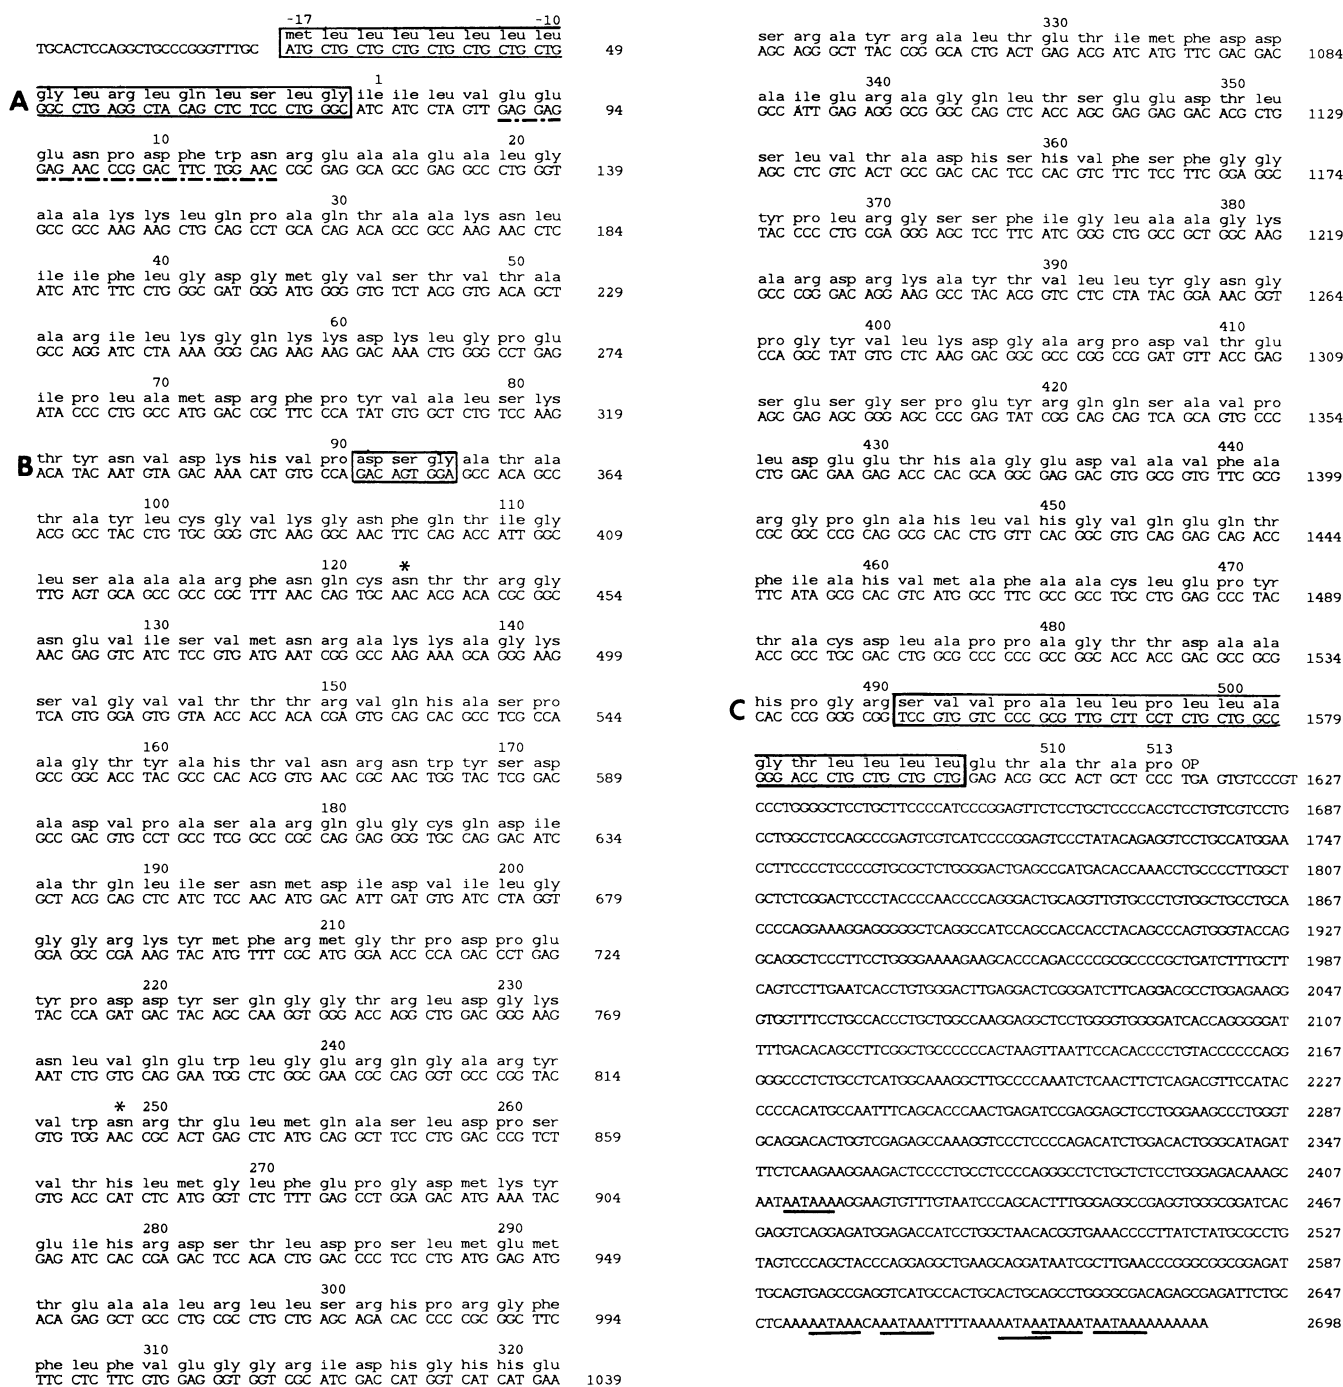 -17 -10
met leu leu leu leu leu leu leu
TGCACTCCAGGCTGCCCGGGTTTGC ATG CTG CTG CTG CTG CTG CTG CTG 49
1
A gly leu arg leu gln leu ser leu gly ile ile leu val glu glu
GGC CTG AGG CTA CAG CTC TCC CTG GGC ATC ATC CTA GTT GAG GAG 94
10 20
glu asn pro asp phe trp asn arg glu ala ala glu ala leu gly
GAG AAC CCG GAC TTC TGG AAC CGC GAG GCA GCC GAG GCC CTG GGT 139
30
ala ala lys lys leu gln pro ala gln thr ala ala lys asn leu
GCC GCC AAG AAG CTG CAG CCT GCA CAG ACA GCC GCC AAG AAC CTC 184
40 50
ile ile phe leu gly asp gly met gly val ser thr val thr ala
ATC ATC TTC CTG GGC GAT GGG ATG GGG GTG TCT ACG GTG ACA GCT 229
60
ala arg ile leu lys gly gln lys lys asp lys leu gly pro glu
GCC AGG ATC CTA AAA GGG CAG AAG AAG GAC AAA CTG GGG CCT GAG 274
70 80
ile pro leu ala met asp arg phe pro tyr val ala leu ser lys
ATA CCC CTG GCC ATG GAC CGC TTC CCA TAT GTG GCT CTG TCC AAG 319
90
B thr tyr asn val asp lys his val pro asp ser gly ala thr ala
ACA TAC AAT GTA GAC AAA CAT GTG CCA GAC AGT GGA GCC ACA GCC 364
100 110
thr ala tyr leu cys gly val lys gly asn phe gln thr ile gly
ACG GCC TAC CTG TGC GGG GTC AAG GGC AAC TTC CAG ACC ATT GGC 409
120 *
leu ser ala ala ala arg phe asn gln cys asn thr thr arg gly
TTG AGT GCA GCC GCC CGC TTT AAC CAG TGC AAC ACG ACA CGC GGC 454
130 140
asn glu val ile ser val met asn arg ala lys lys ala gly lys
AAC GAG GTC ATC TCC GTG ATG AAT CGG GCC AAG AAA GCA GGG AAG 499
150
ser val gly val val thr thr thr arg val gln his ala ser pro
TCA GTG GGA GTG GTA ACC ACC ACA CGA GTG CAG CAC GCC TCG CCA 544
160 170
ala gly thr tyr ala his thr val asn arg asn trp tyr ser asp
GCC GGC ACC TAC GCC CAC ACG GTG AAC CGC AAC TGG TAC TCG GAC 589
180
ala asp val pro ala ser ala arg gln glu gly cys gln asp ile
GCC GAC GTG CCT GCC TCG GCC CGC CAG GAG GGG TGC CAG GAC ATC 634
190 200
ala thr gln leu ile ser asn met asp ile asp val ile leu gly
GCT ACG CAG CTC ATC TCC AAC ATG GAC ATT GAT GTG ATC CTA GGT 679
210
gly gly arg lys tyr met phe arg met gly thr pro asp pro glu
GGA GGC CGA AAG TAC ATG TTT CGC ATG GGA ACC CCA GAC CCT GAG 724
220 230
tyr pro asp asp tyr ser gln gly gly thr arg leu asp gly lys
TAC CCA GAT GAC TAC AGC CAA GGT GGG ACC AGG CTG GAC GGG AAG 769
240
asn leu val gln glu trp leu gly glu arg gln gly ala arg tyr
AAT CTG GTG CAG GAA TGG CTC GGC GAA CGC CAG GGT GCC CGG TAC 814
* 250 260
val trp asn arg thr glu leu met gln ala ser leu asp pro ser
GTG TGG AAC CGC ACT GAG CTC ATG CAG GCT TCC CTG GAC CCG TCT 859
270
val thr his leu met gly leu phe glu pro gly asp met lys tyr
GTG ACC CAT CTC ATG GGT CTC TTT GAG CCT GGA GAC ATG AAA TAC 904
280 290
glu ile his arg asp ser thr leu asp pro ser leu met glu met
GAG ATC CAC CGA GAC TCC ACA CTG GAC CCC TCC CTG ATG GAG ATG 949
300
thr glu ala ala leu arg leu leu ser arg his pro arg gly phe
ACA GAG GCT GCC CTG CGC CTG CTG AGC AGA CAC CCC CGC GGC TTC 994
310 320
phe leu phe val glu gly gly arg ile asp his gly his his glu
TTC CTC TTC GTG GAG GGT GGT CGC ATC GAC CAT GGT CAT CAT GAA 1039
330
ser arg ala tyr arg ala leu thr glu thr ile met phe asp asp
AGC AGG GCT TAC CGG GCA CTG ACT GAG ACG ATC ATG TTC GAC GAC 1084
340 350
ala ile glu arg ala gly gln leu thr ser glu glu asp thr leu
GCC ATT GAG AGG GCG GGC CAG CTC ACC AGC GAG GAG GAC ACG CTG 1129
360
ser leu val thr ala asp his ser his val phe ser phe gly gly
AGC CTC GTC ACT GCC GAC CAC TCC CAC GTC TTC TCC TTC GGA GGC 1174
370 380
tyr pro leu arg gly ser ser phe ile gly leu ala ala gly lys
TAC CCC CTG CGA GGG AGC TCC TTC ATC GGG CTG GCC GCT GGC AAG 1219
390
ala arg asp arg lys ala tyr thr val leu leu tyr gly asn gly
GCC CGG GAC AGG AAG GCC TAC ACG GTC CTC CTA TAC GGA AAC GGT 1264
400 410
pro gly tyr val leu lys asp gly ala arg pro asp val thr glu
CCA GGC TAT GTG CTC AAG GAC GGC GCC CGG CCG GAT GTT ACC GAG 1309
420
ser glu ser gly ser pro glu tyr arg gln gln ser ala val pro
AGC GAG AGC GGG AGC CCC GAG TAT CGG CAG CAG TCA GCA GTG CCC 1354
430 440
leu asp glu glu thr his ala gly glu asp val ala val phe ala
CTG GAC GAA GAG ACC CAC GCA GGC GAG GAC GTG GCG GTG TTC GCG 1399
450
arg gly pro gln ala his leu val his gly val gln glu gln thr
CGC GGC CCG CAG GCG CAC CTG GTT CAC GGC GTG CAG GAG CAG ACC 1444
460 470
phe ile ala his val met ala phe ala ala cys leu glu pro tyr
TTC ATA GCG CAC GTC ATG GCC TTC GCC GCC TGC CTG GAG CCC TAC 1489
480
thr ala cys asp leu ala pro pro ala gly thr thr asp ala ala
ACC GCC TGC GAC CTG GCG CCC CCC GCC GGC ACC ACC GAC GCC GCG 1534
490 500
C his pro gly arg ser val val pro ala leu leu pro leu leu ala
CAC CCG GGG CGG TCC GTG GTC CCC GCG TTG CTT CCT CTG CTG GCC 1579
510 513
gly thr leu leu leu leu glu thr ala thr ala pro OP
GGG ACC CTG CTG CTG CTG GAG ACG GCC ACT GCT CCC TGA GTGTCCCGT 1627
CCCTGGGGCTCCTGCTTCCCCATCCCGGAGTTCTCCTGCTCCCCACCTCCTGTCGTCCTG 1687
CCTGGCCTCCAGCCCGAGTCGTCATCCCCGGAGTCCCTATACAGAGGTCCTGCCATGGAA 1747
CCTTCCCCTCCCCGTGCGCTCTGGGGACTGAGCCCATGACACCAAACCTGCCCCTTGGCT 1807
GCTCTCGGACTCCCTACCCCAACCCCAGGGACTGCAGGTTGTGCCCTGTGGCTGCCTGCA 1867
CCCCAGGAAAGGAGGGGGCTCAGGCCATCCAGCCACCACCTACAGCCCAGTGGGTACCAG 1927
GCAGGCTCCCTTCCTGGGGAAAAGAAGCACCCAGACCCCGCGCCCCGCTGATCTTTGCTT 1987
CAGTCCTTGAATCACCTGTGGGACTTGAGGACTCGGGATCTTCAGGACGCCTGGAGAAGG 2047
GTGGTTTCCTGCCACCCTGCTGGCCAAGGAGGCTCCTGGGGTGGGGATCACCAGGGGGAT 2107
TTTGACACAGCCTTCGGCTGCCCCCCACTAAGTTAATTCCACACCCCTGTACCCCCCAGG 2167
GGGCCCTCTGCCTCATGGCAAAGGCTTGCCCCAAATCTCAACTTCTCAGACGTTCCATAC 2227
CCCCACATGCCAATTTCAGCACCCAACTGAGATCCGAGGAGCTCCTGGGAAGCCCTGGGT 2287
GCAGGACACTGGTCGAGAGCCAAAGGTCCCTCCCCAGACATCTGGACACTGGGCATAGAT 2347
TTCTCAAGAAGGAAGACTCCCCTGCCTCCCCAGGGCCTCTGCTCTCCTGGGAGACAAAGC 2407
AATAATAAAAGGAAGTGTTTGTAATCCCAGCACTTTGGGAGGCCGAGGTGGGCGGATCAC 2467
GAGGTCAGGAGATGGAGACCATCCTGGCTAACACGGTGAAACCCCTTATCTATGCGCCTG 2527
TAGTCCCAGCTACCCAGGAGGCTGAAGCAGGATAATCGCTTGAACCCGGGCGGCGGAGAT 2587
TGCAGTGAGCCGAGGTCATGCCACTGCACTGCAGCCTGGGGCGACAGAGCGAGATTCTGC 2647
CTCAAAAATAAACAAATAAATTTTAAAAATAAATAAATAATAAAAAAAAA 2698